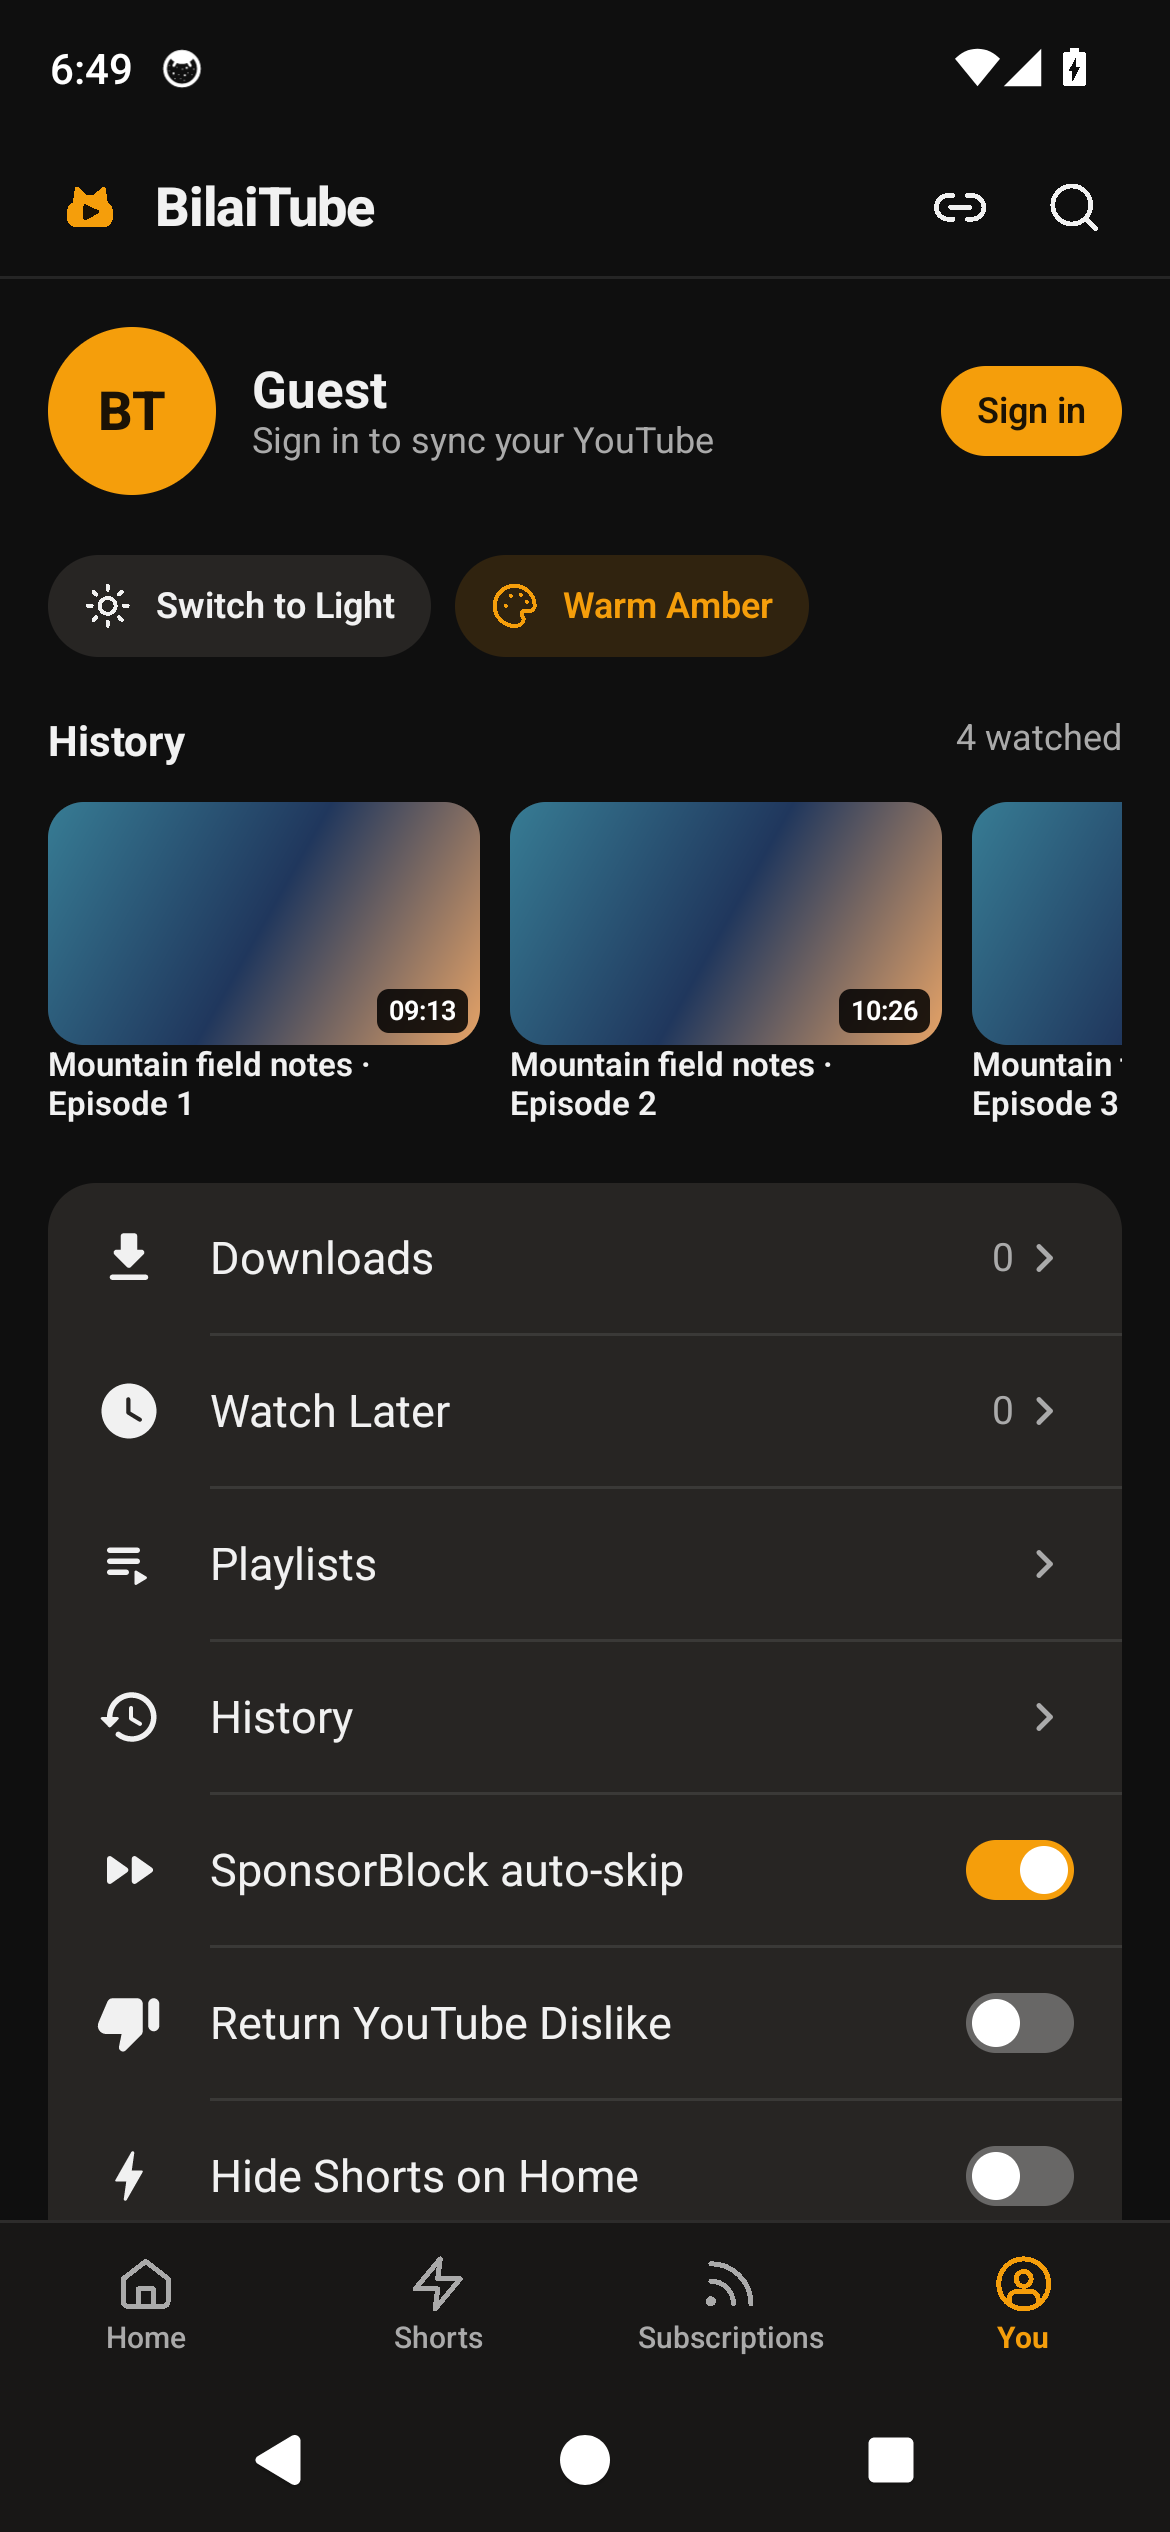 6:49
BilaiTube
BT
Guest
Sign in to sync your YouTube
Sign in
Switch to Light
Warm Amber
History
4 watched
09:13
10:26
Mountain field notes ·
Episode 1
Mountain field notes ·
Episode 2
Mountain
Episode 3
Downloads
0
Watch Later
0
Playlists
History
SponsorBlock auto-skip
Return YouTube Dislike
Hide Shorts on Home
Home
Shorts
Subscriptions
You